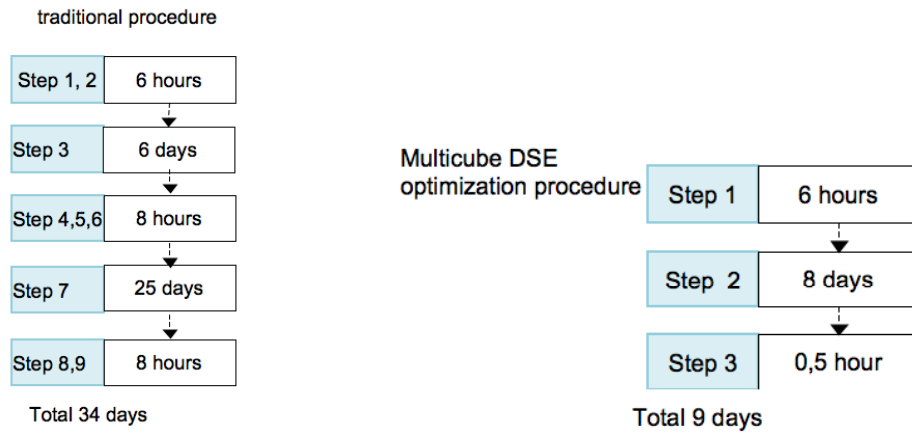 traditional procedure
Step 1, 2 6 hours
Step 3 6 days
Step 4,5,6 8 hours
Step 7 25 days
Step 8,9 8 hours
Total 34 days
Multicube DSE
optimization procedure
Step 1 6 hours
Step 2 8 days
Step 3 0,5 hour
Total 9 days